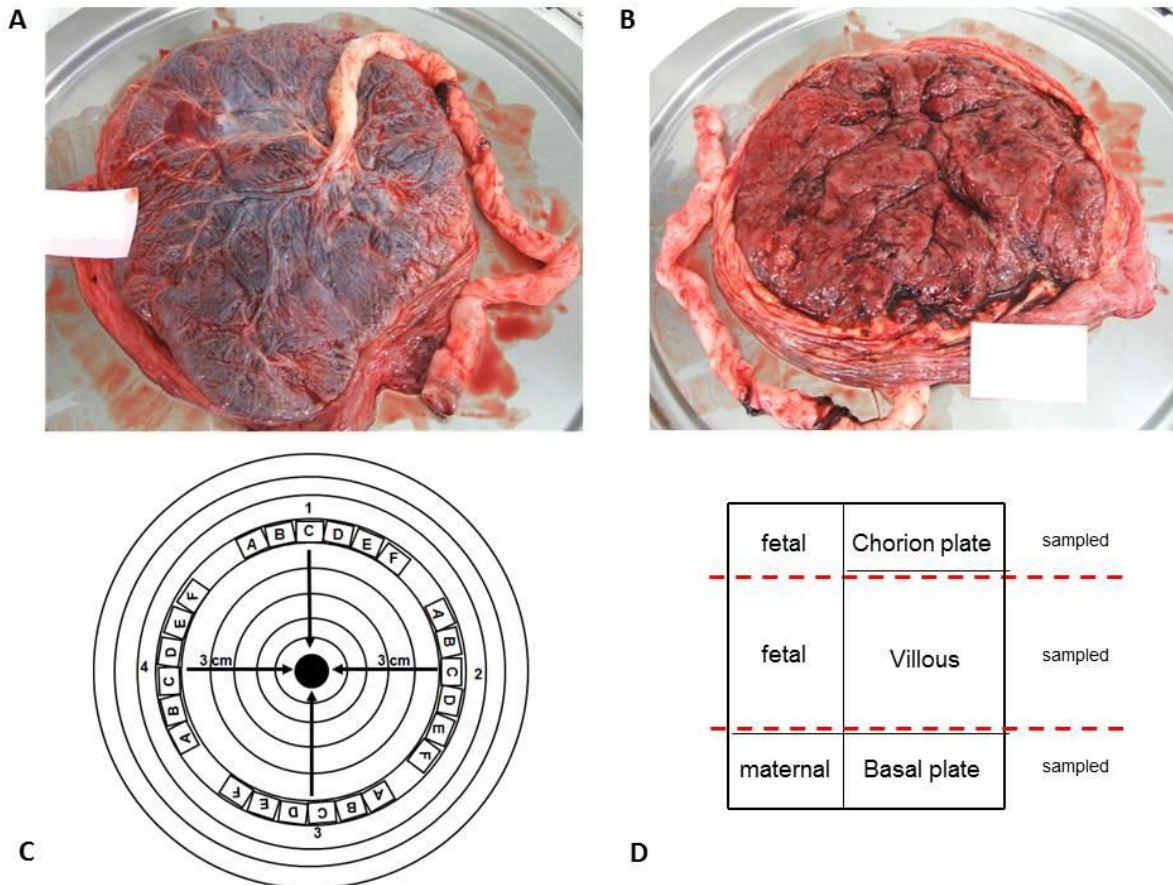 A
B
1
A B C D E F
A B C D E F
2
A B C D E F
3
A B C D E F
4
3 cm
3 cm
C
fetal Chorion plate sampled
fetal Villous sampled
maternal Basal plate sampled
D